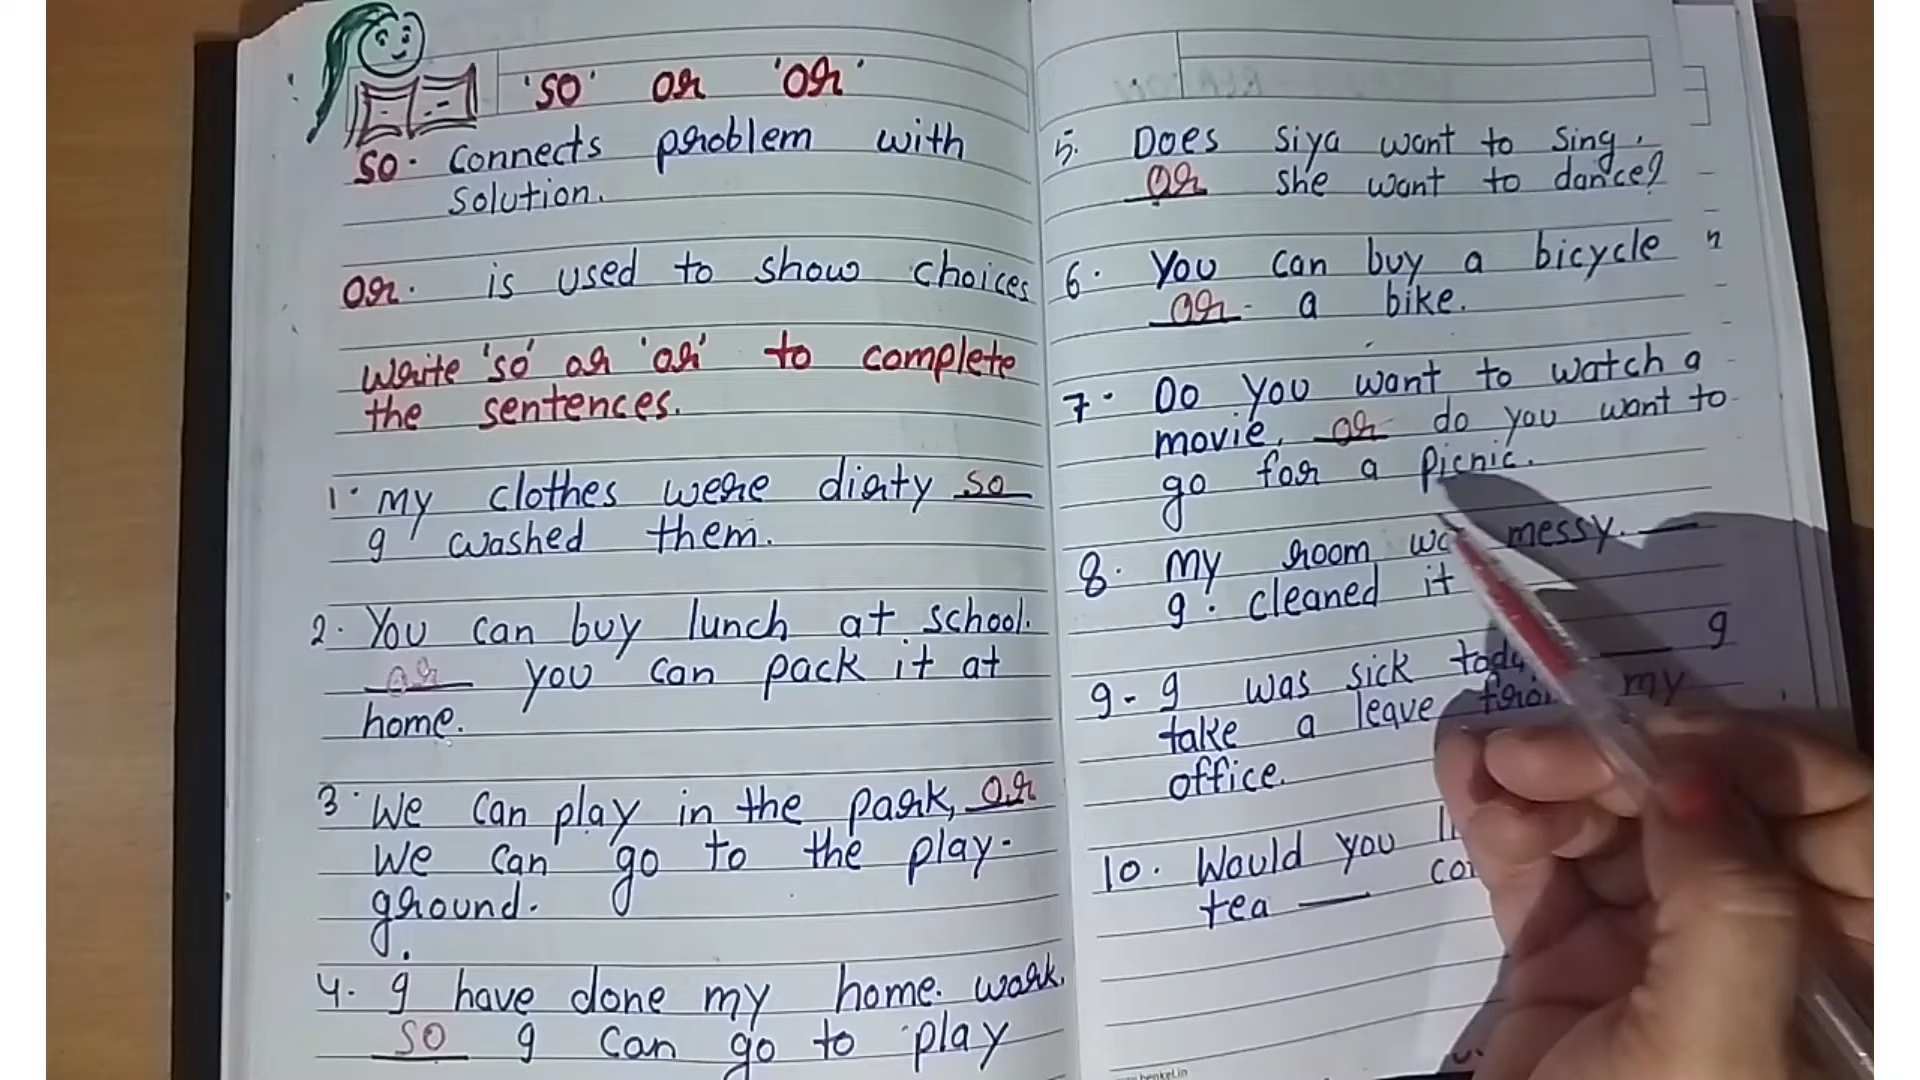 'SO' or 'Or'
SO. Connects problem with
Solution.
Or. is used to show choices
Write 'so' or 'or' to complete
the sentences.
1. My clothes were dirty so
I washed them.
2. You can buy lunch at school.
or you can pack it at
home.
3. We can play in the park, or
We can go to the play-
ground.
4. I have done my home work.
so I can go to play
5. Does Siya want to Sing,
or she want to dance?
6. You can buy a bicycle
or a bike.
7. Do you want to watch a
movie, or do you want to
go for a picnic.
8. My room messy.
I cleaned it
9- I was sick I
take a leave my
office.
10. Would you
tea